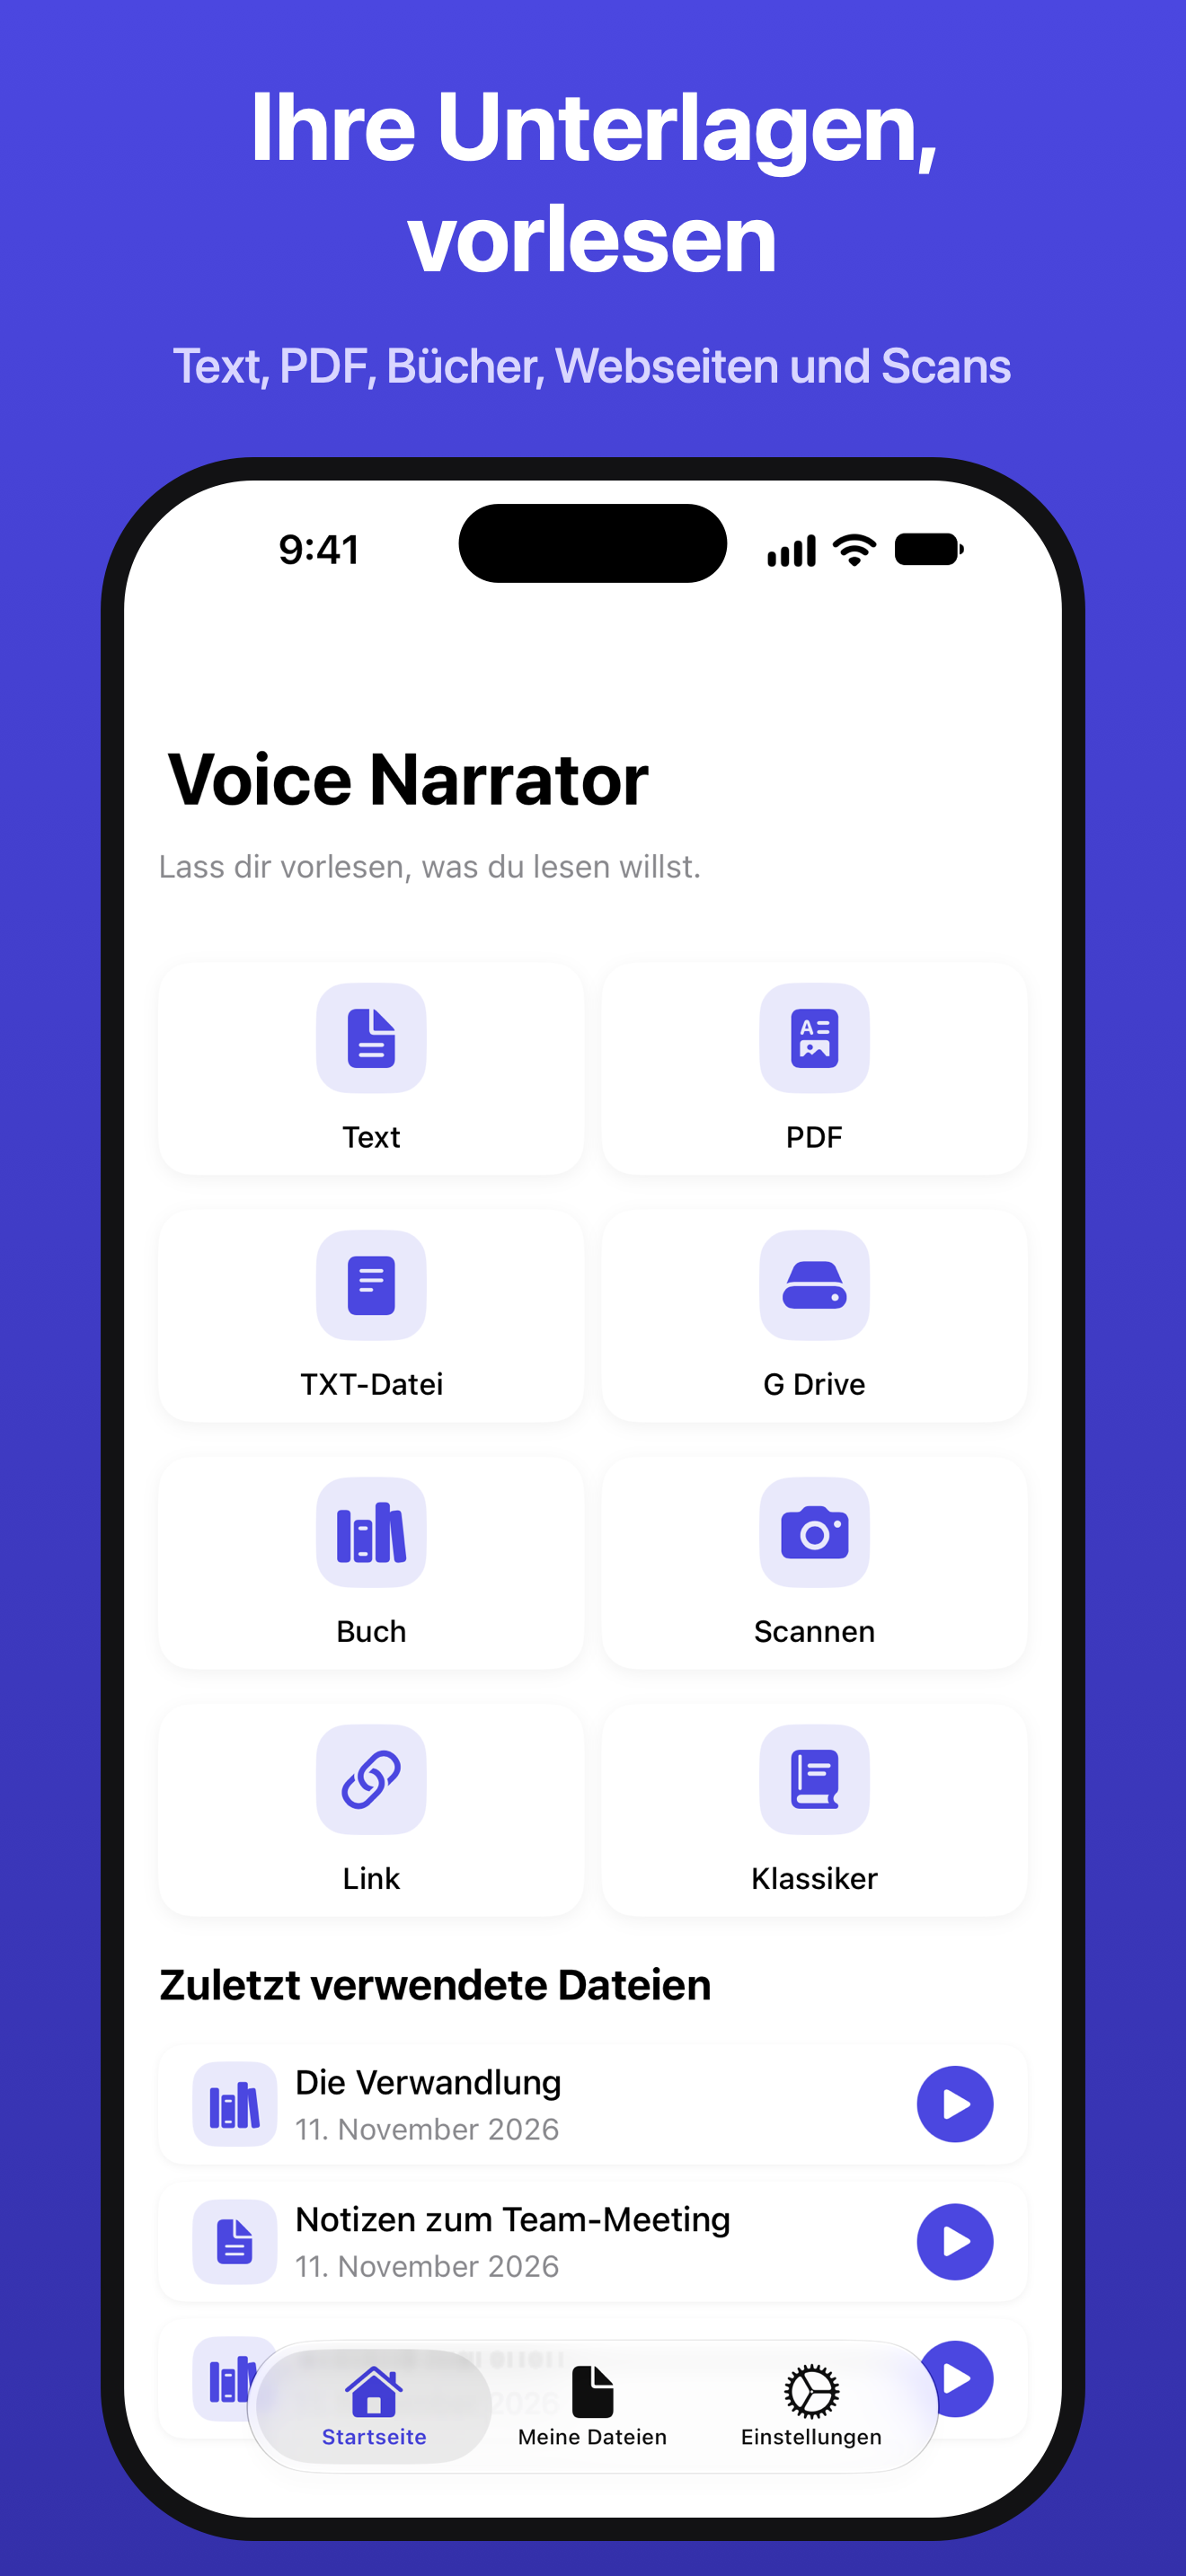 Ihre Unterlagen,
vorlesen
Text, PDF, Bücher, Webseiten und Scans
9:41
Voice Narrator
Lass dir vorlesen, was du lesen willst.
Text
PDF
TXT-Datei
G Drive
Buch
Scannen
Link
Klassiker
Zuletzt verwendete Dateien
Die Verwandlung
11. November 2026
Notizen zum Team-Meeting
11. November 2026
2026
Startseite
Meine Dateien
Einstellungen